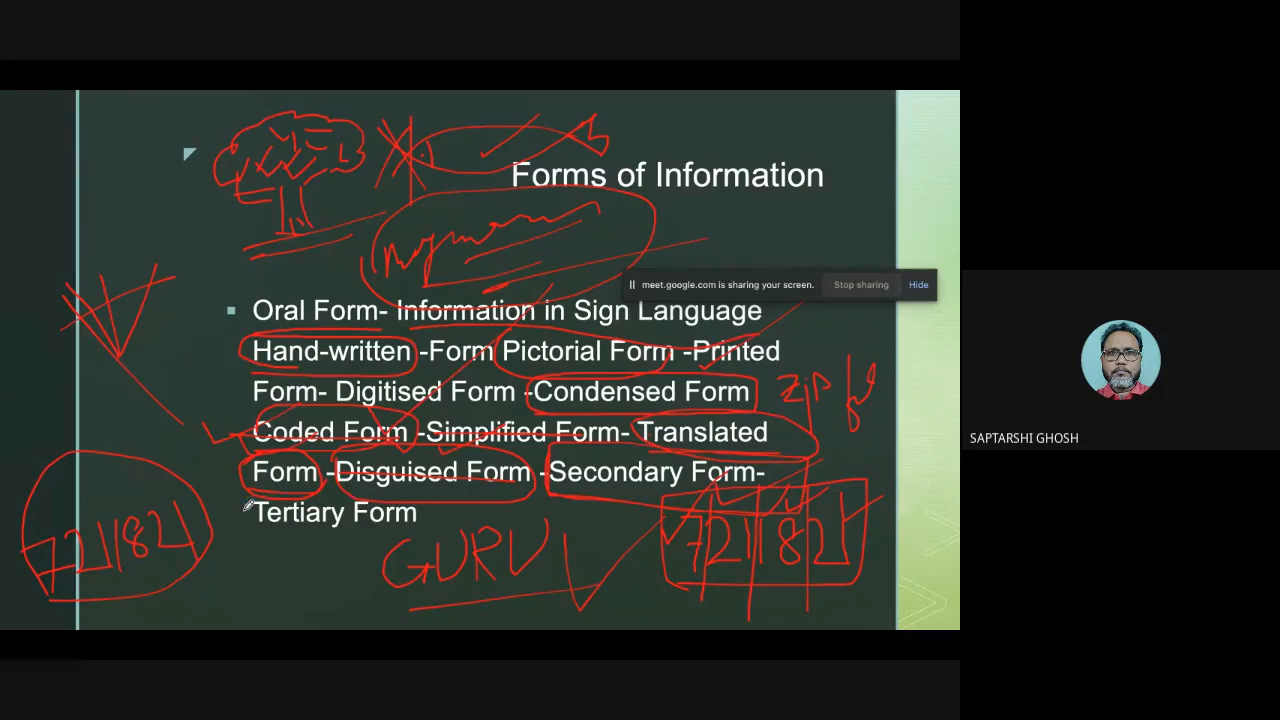 Forms of Information
meet.google.com is sharing your screen. Stop sharing Hide
Oral Form- Information in Sign Language
Hand-written -Form Pictorial Form -Printed
Form- Digitised Form -Condensed Form
zip
Coded Form -Simplified Form- Translated
Form -Disguised Form -Secondary Form-
Tertiary Form
SAPTARSHI GHOSH
721182
GURU
721182